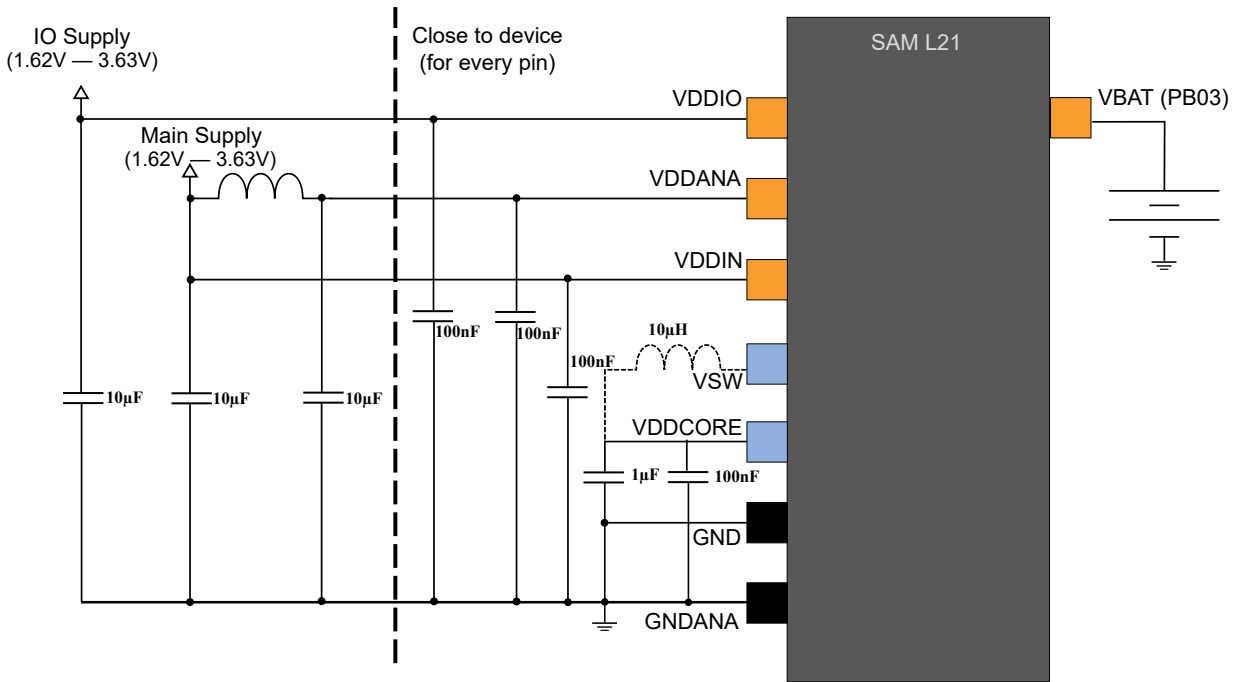 IO Supply
(1.62V — 3.63V)
Close to device
(for every pin)
SAM L21
VDDIO
VBAT (PB03)
Main Supply
(1.62V — 3.63V)
VDDANA
VDDIN
100nF
100nF
100nF
10µH
VSW
10µF
10µF
10µF
VDDCORE
1µF
100nF
GND
GNDANA